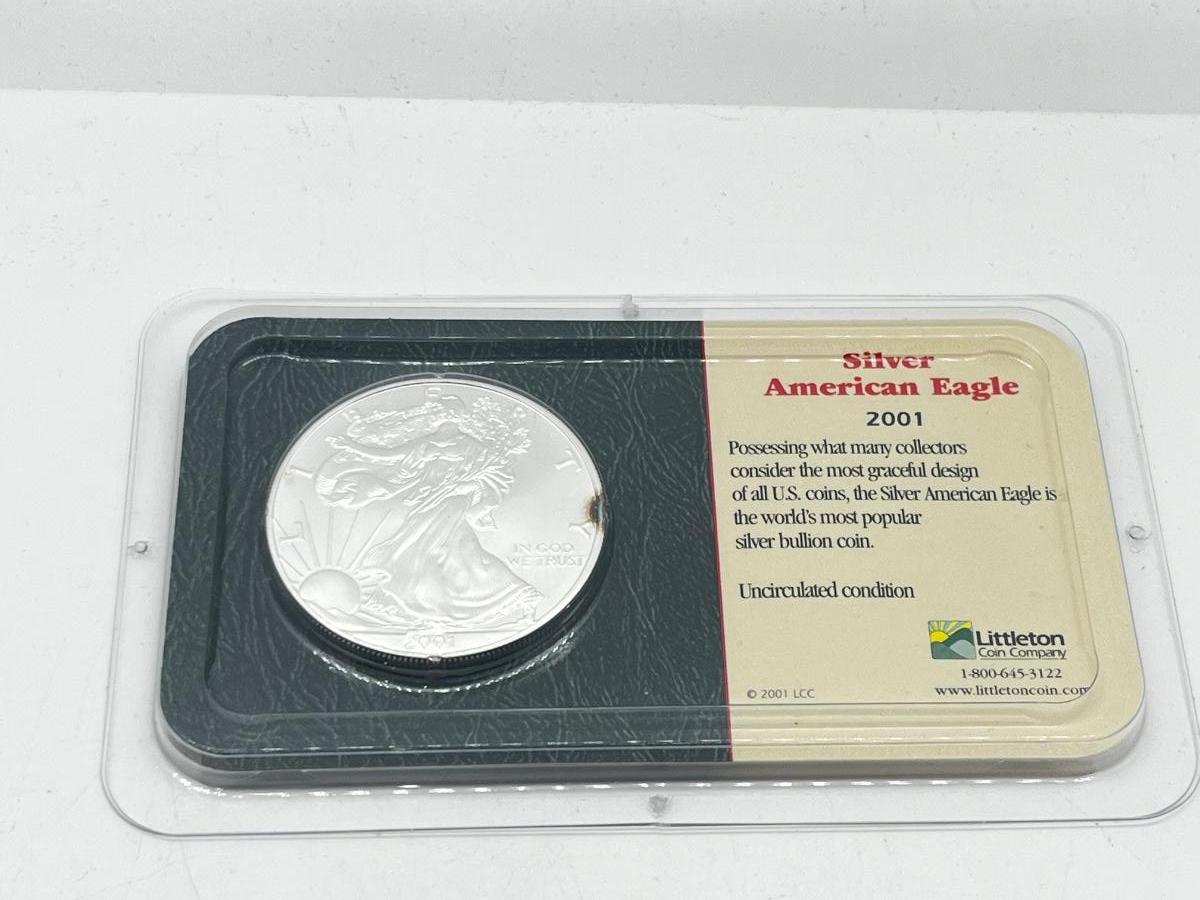 LIBERTY
IN GOD
WE TRUST
2001
Silver
American Eagle
2001
Possessing what many collectors
consider the most graceful design
of all U.S. coins, the Silver American Eagle is
the world's most popular
silver bullion coin.
Uncirculated condition
Littleton
Coin Company
1-800-645-3122
www.littletoncoin.com
© 2001 LCC